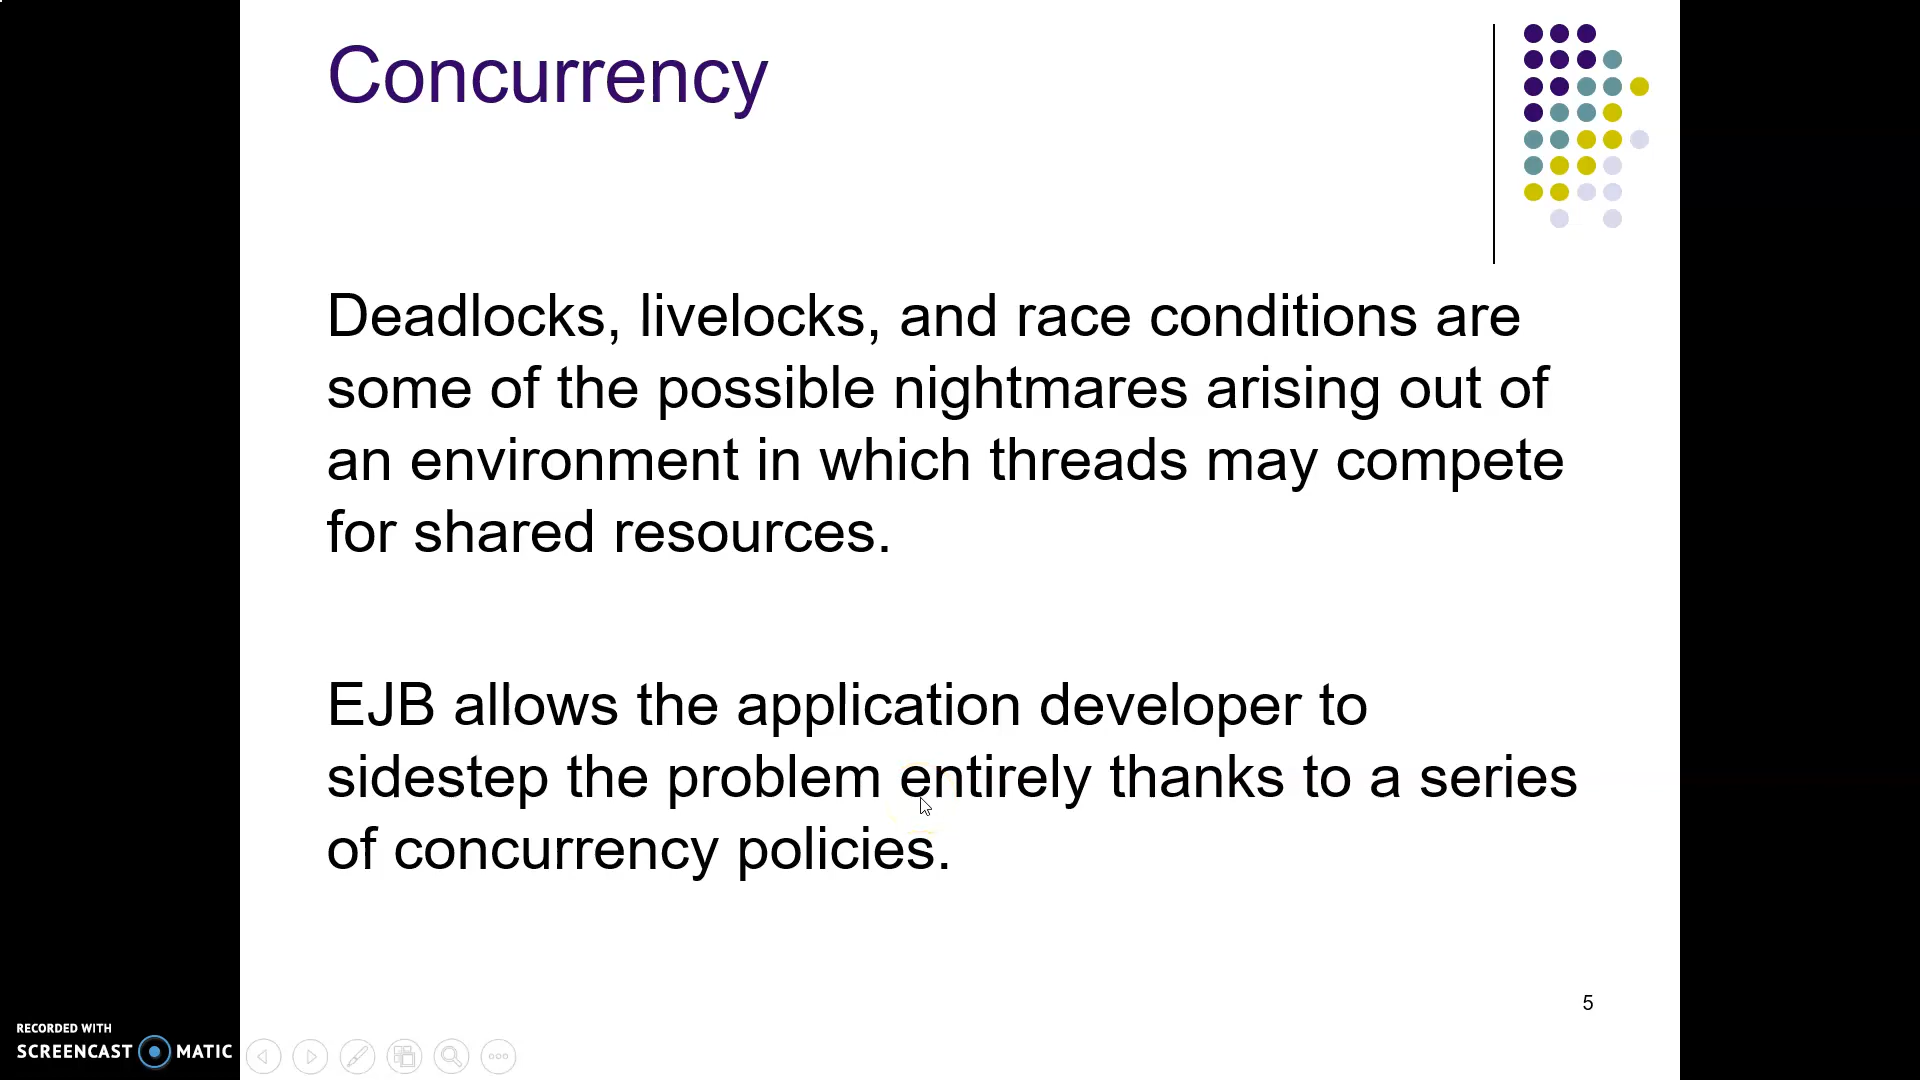 Concurrency
Deadlocks, livelocks, and race conditions are
some of the possible nightmares arising out of
an environment in which threads may compete
for shared resources.
EJB allows the application developer to
sidestep the problem entirely thanks to a series
of concurrency policies.
5
RECORDED WITH
SCREENCAST MATIC